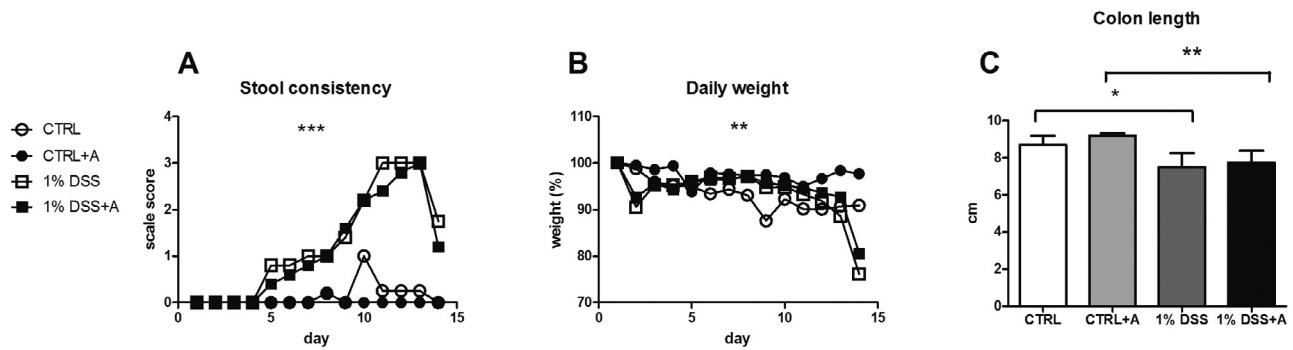 Colon length
A
B
C
Stool consistency
Daily weight
**
*
***
**
CTRL
CTRL+A
1% DSS
1% DSS+A
scale score
4
3
2
1
0
0
5
10
15
day
weight (%)
110
100
90
80
70
0
5
10
15
day
cm
10
8
6
4
2
0
CTRL
CTRL+A
1% DSS
1% DSS+A